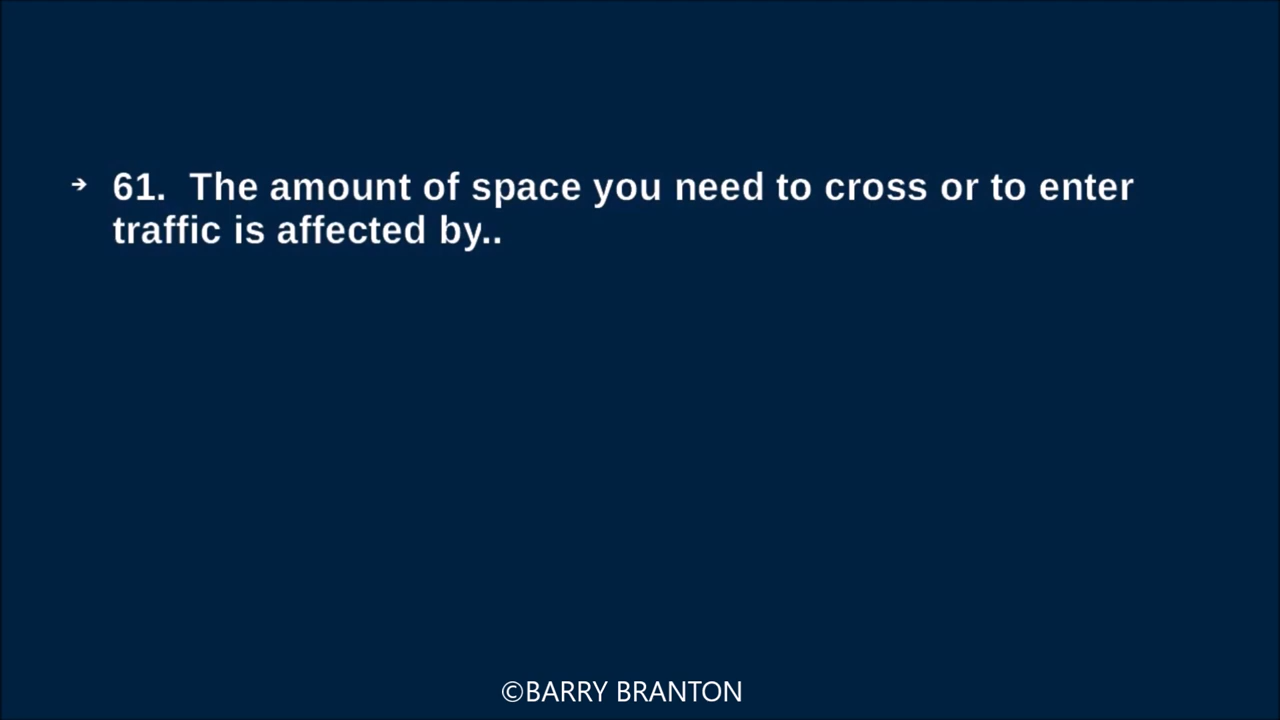 ➔ 61.  The amount of space you need to cross or to enter
traffic is affected by..
©BARRY BRANTON